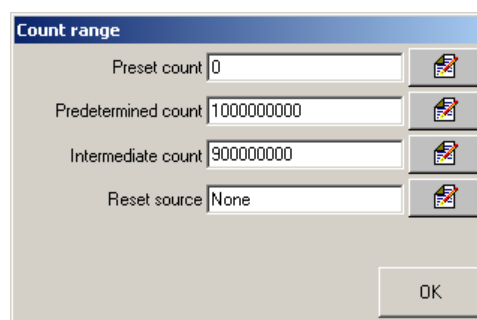 Count range
Preset count 0
Predetermined count 1000000000
Intermediate count 900000000
Reset source None
OK